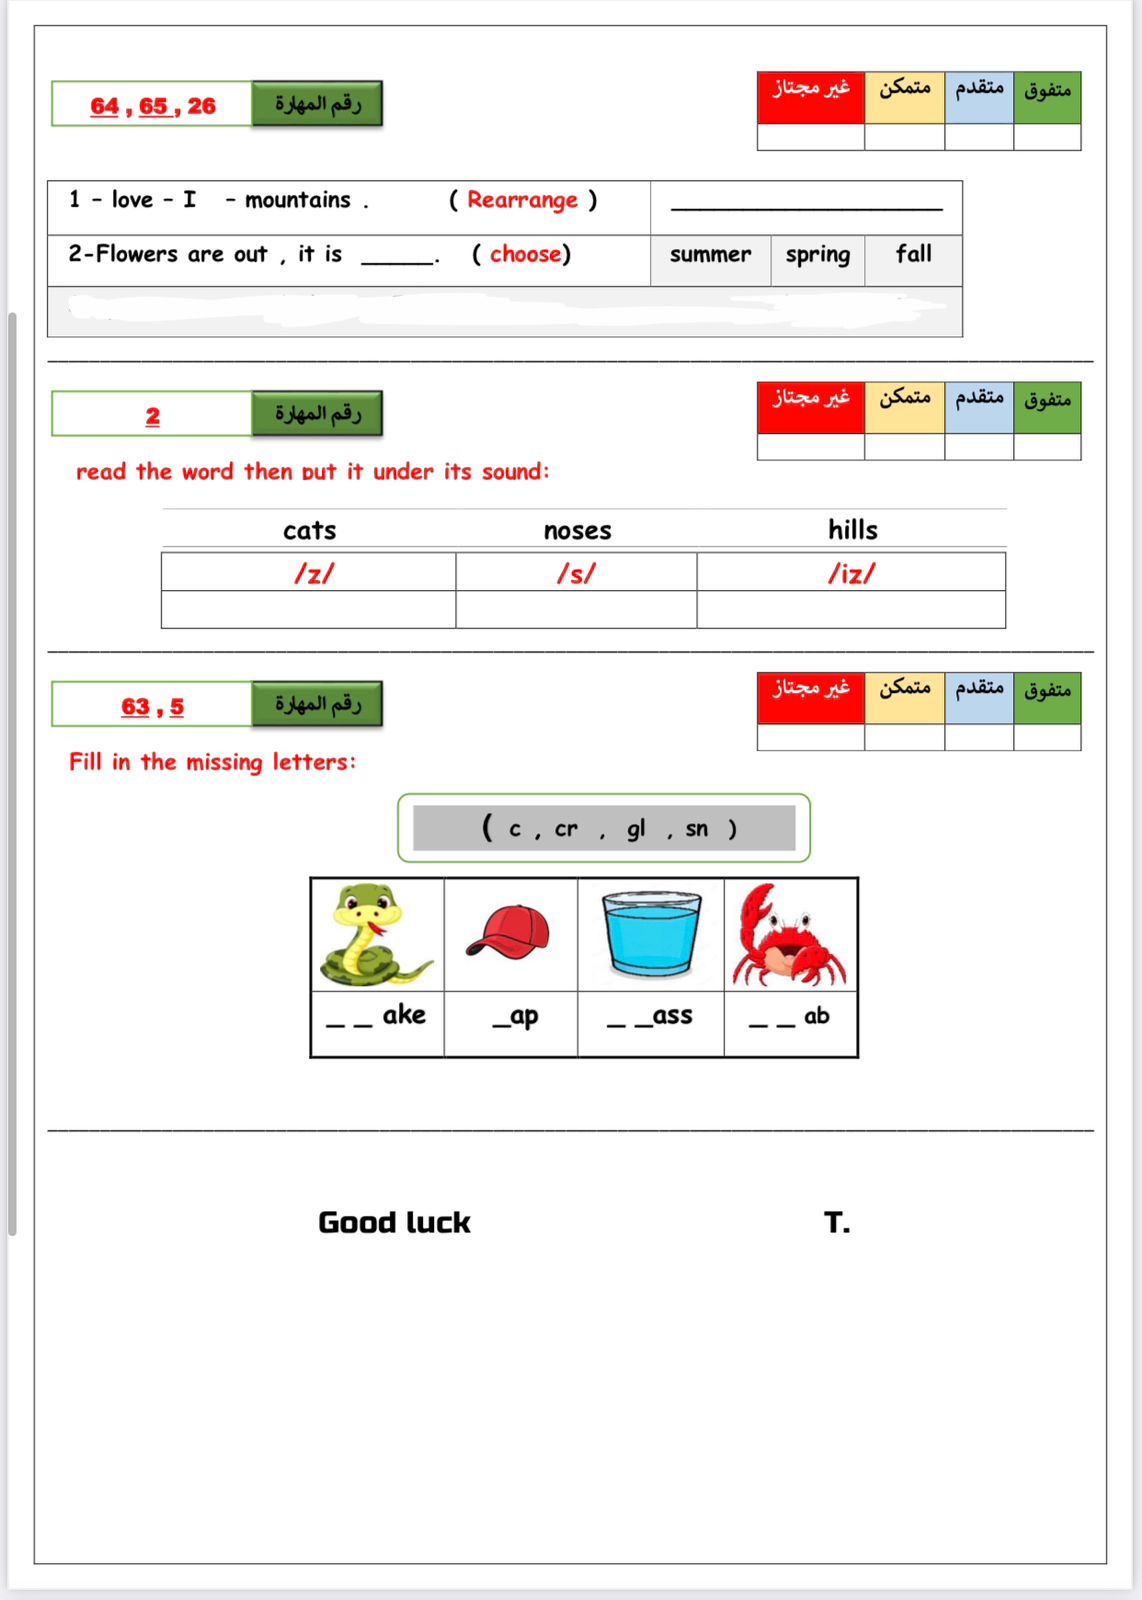 64 , 65 , 26 رقم المهارة
غير مجتاز متمكن متقدم متفوق
1 - love - I - mountains . ( Rearrange ) ___________________
2-Flowers are out , it is _____. ( choose) summer spring fall
2 رقم المهارة
غير مجتاز متمكن متقدم متفوق
read the word then put it under its sound:
cats noses hills
/z/ /s/ /iz/
63 , 5 رقم المهارة
غير مجتاز متمكن متقدم متفوق
Fill in the missing letters:
( c , cr , gl , sn )
_ _ ake _ap _ _ass _ _ ab
Good luck T.